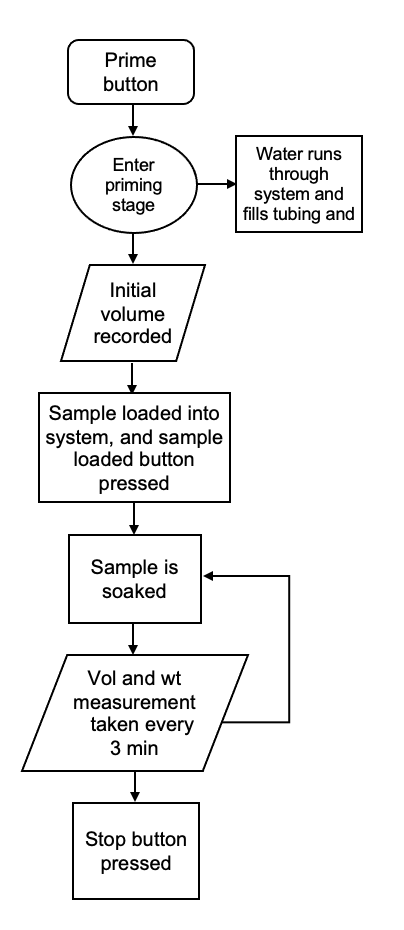 Prime
button
Enter
priming
stage
Water runs
through
system and
fills tubing and
Initial
volume
recorded
Sample loaded into
system, and sample
loaded button
pressed
Sample is
soaked
Vol and wt
measurement
taken every
3 min
Stop button
pressed